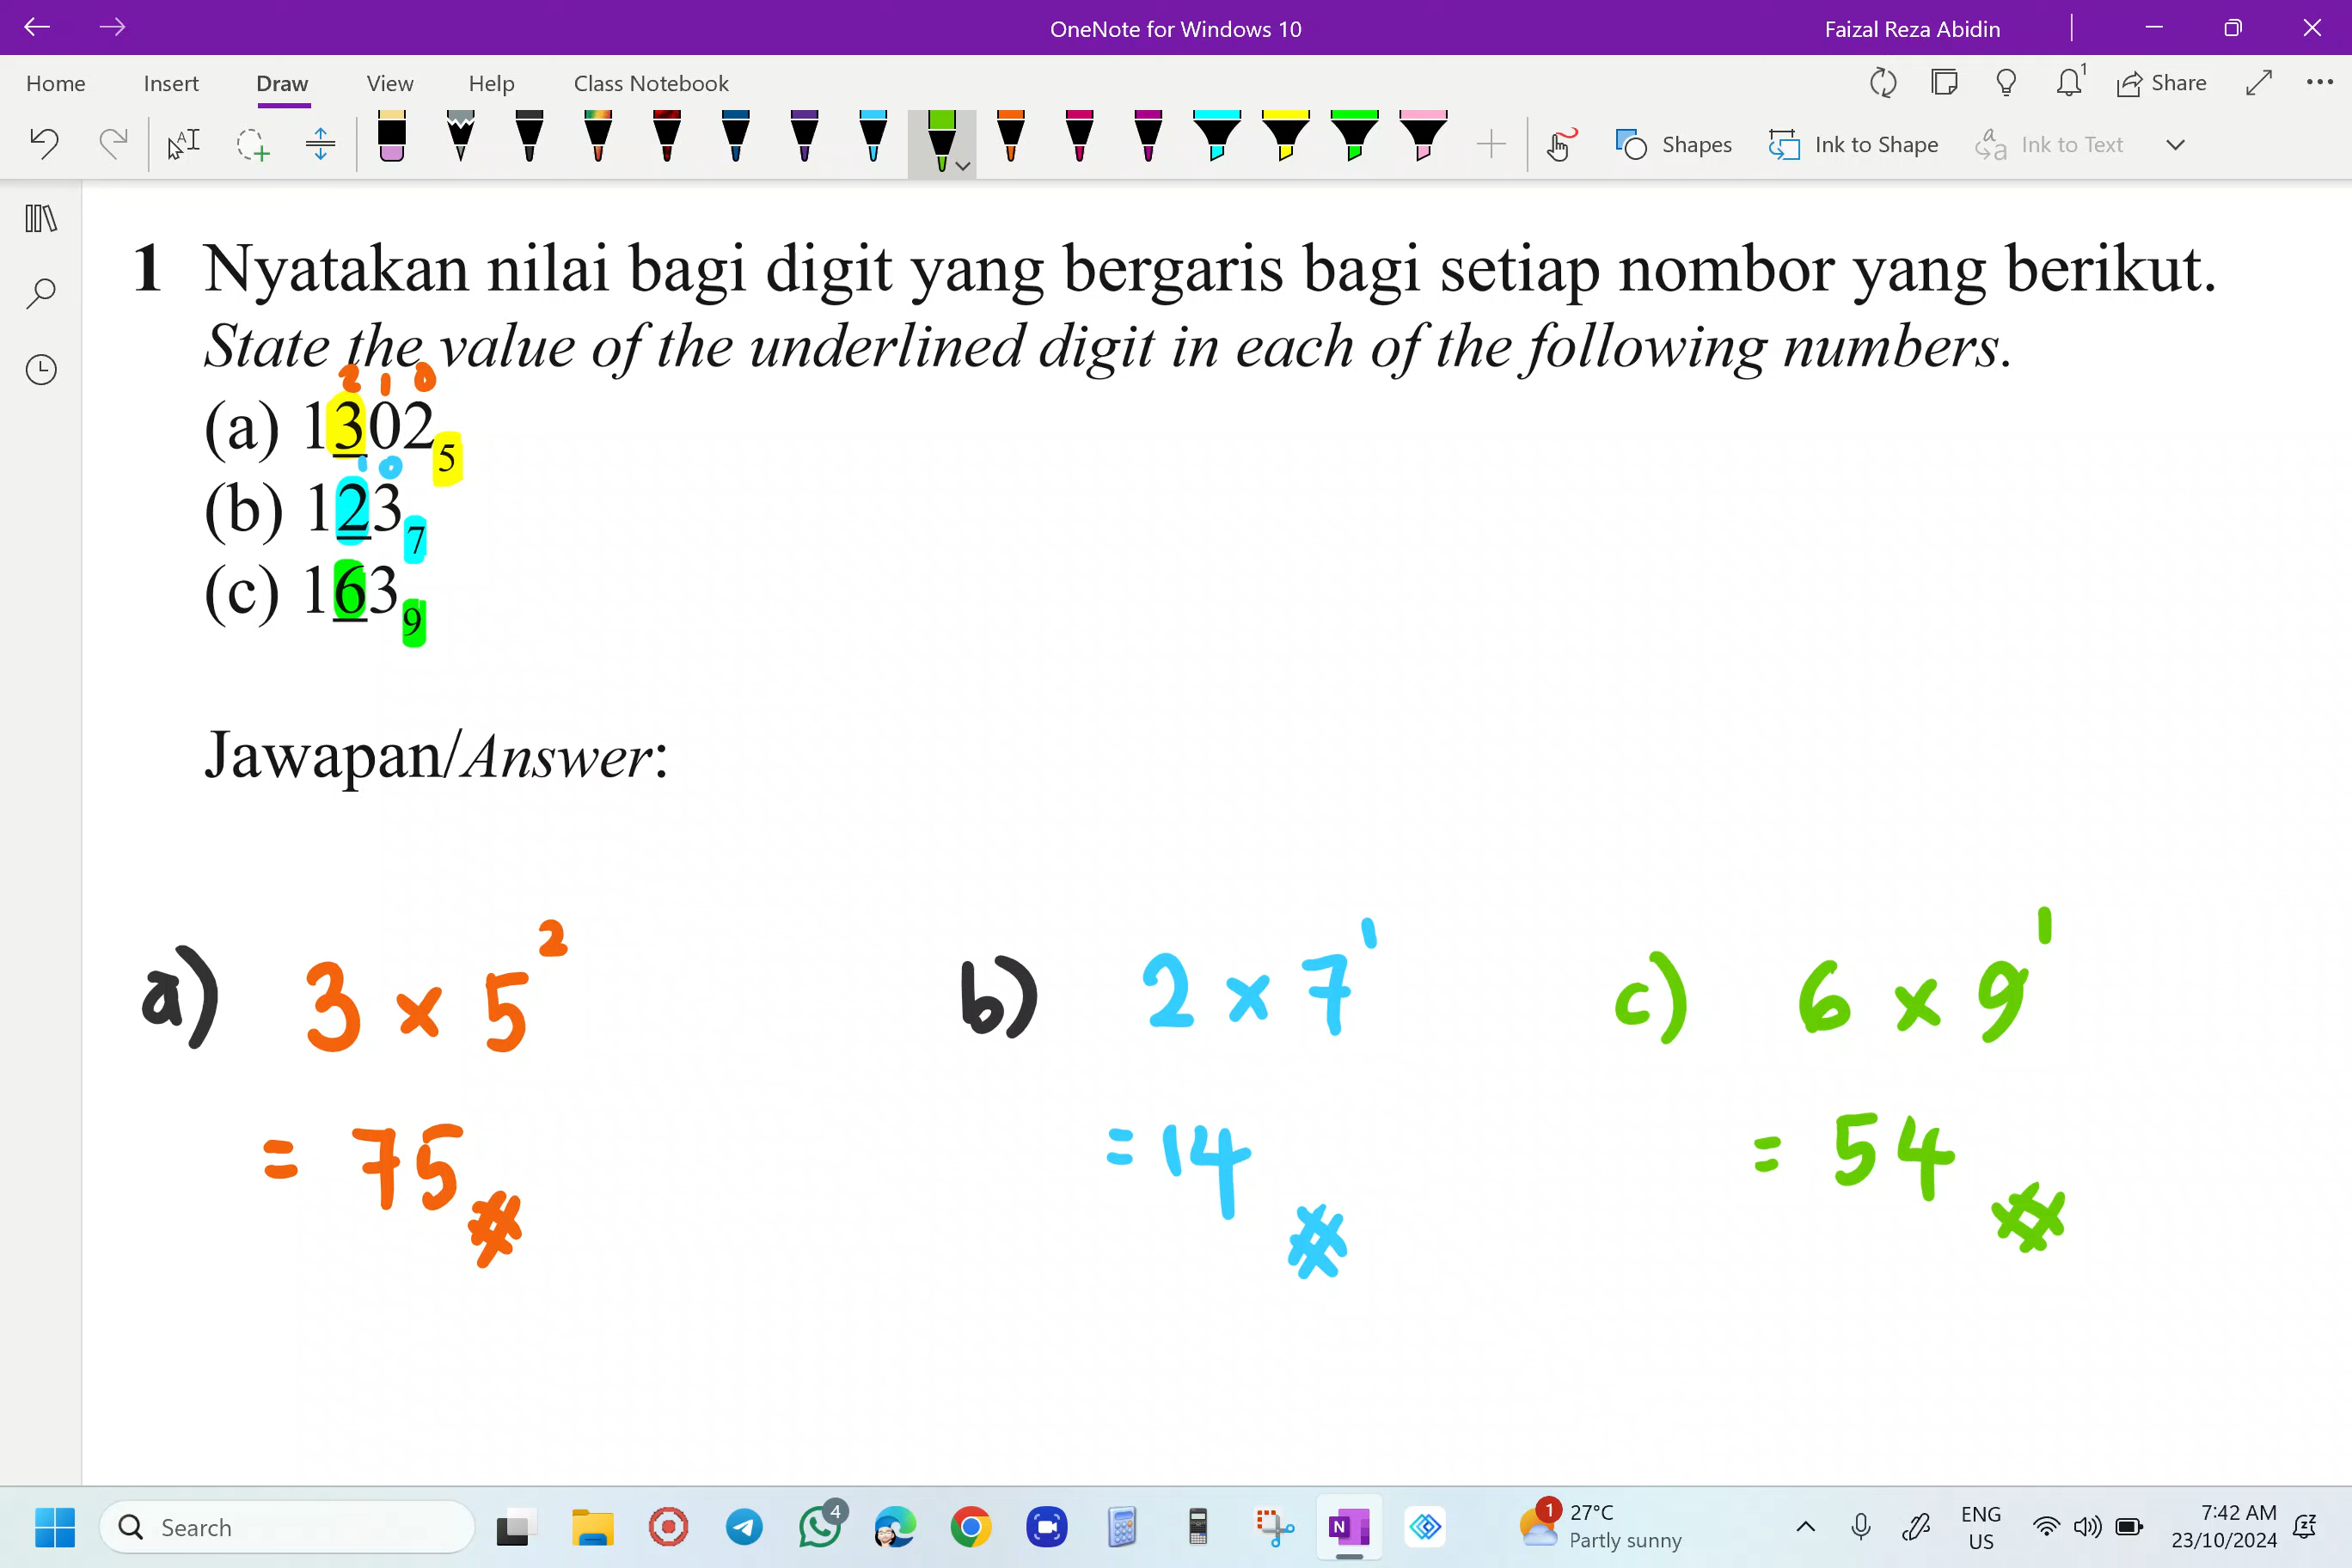 OneNote for Windows 10
Faizal Reza Abidin
Home Insert Draw View Help Class Notebook
1
Share
Shapes Ink to Shape Ink to Text
1 Nyatakan nilai bagi digit yang bergaris bagi setiap nombor yang berikut.
State the value of the underlined digit in each of the following numbers.
2 1 0
(a) 1302₅
1 0
(b) 123₇
(c) 163₉
Jawapan/Answer:
a) 3 × 5² b) 2 × 7¹ c) 6 × 9¹
= 75 # = 14 # = 54 #
Search
4
N
1
27°C
Partly sunny
ENG
US
7:42 AM
23/10/2024